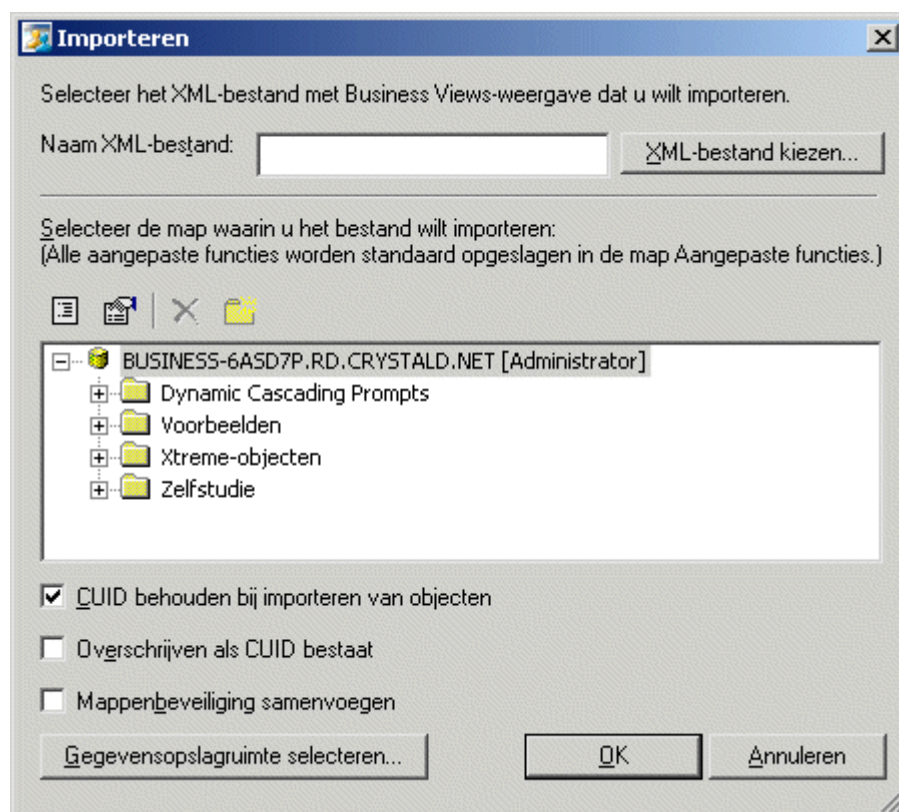 Importeren
Selecteer het XML-bestand met Business Views-weergave dat u wilt importeren.
Naam XML-bestand:
XML-bestand kiezen...
Selecteer de map waarin u het bestand wilt importeren:
(Alle aangepaste functies worden standaard opgeslagen in de map Aangepaste functies.)
BUSINESS-6ASD7P.RD.CRYSTALD.NET [Administrator]
Dynamic Cascading Prompts
Voorbeelden
Xtreme-objecten
Zelfstudie
CUID behouden bij importeren van objecten
Overschrijven als CUID bestaat
Mappenbeveiliging samenvoegen
Gegevensopslagruimte selecteren... OK Annuleren